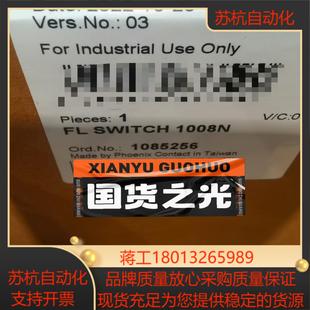 苏杭自动化
Vers.No.: 03
For Industrial Use Only
Pieces: 1
V/C:0
FL SWITCH 1008N
Ord.No.: 1085256
Made by Phoenix Contact in Taiwan
XIANYU GUOHUO
国货之光
蒋工18013265989
苏杭自动化
支持开票
品牌质量放心采购质量保证
现货充足为您提供稳定的货源